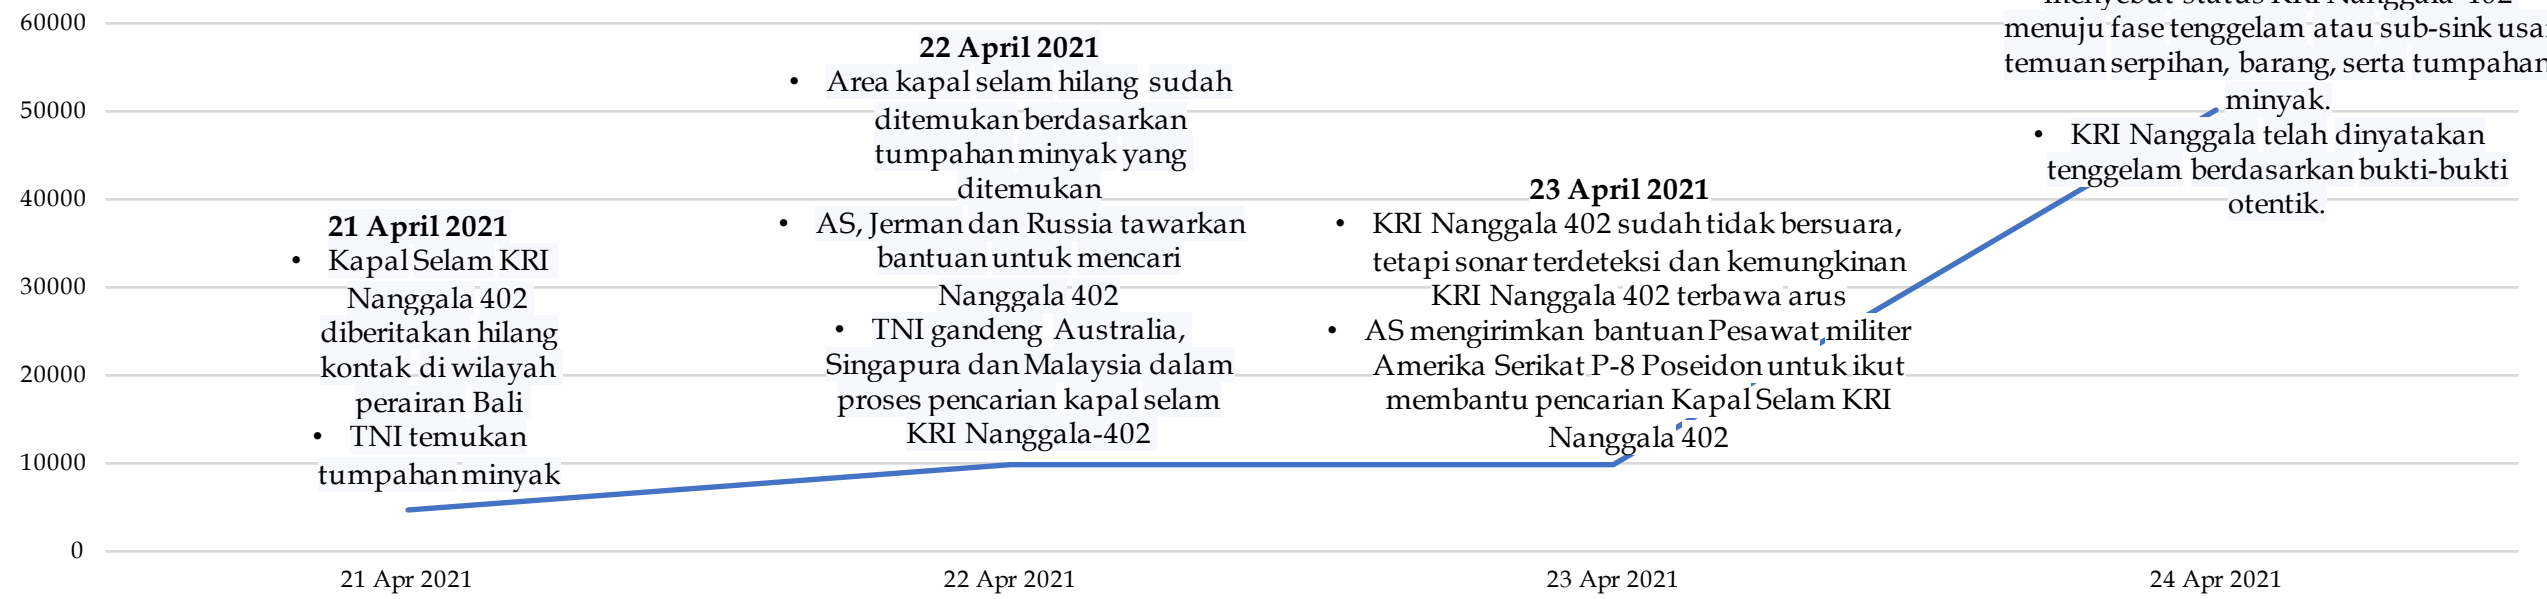 60000
50000
40000
30000
20000
10000
0
21 April 2021
• Kapal Selam KRI
Nanggala 402
diberitakan hilang
kontak di wilayah
perairan Bali
• TNI temukan
tumpahan minyak
22 April 2021
• Area kapal selam hilang sudah
ditemukan berdasarkan
tumpahan minyak yang
ditemukan
• AS, Jerman dan Russia tawarkan
bantuan untuk mencari
Nanggala 402
• TNI gandeng Australia,
Singapura dan Malaysia dalam
proses pencarian kapal selam
KRI Nanggala-402
23 April 2021
• KRI Nanggala 402 sudah tidak bersuara,
tetapi sonar terdeteksi dan kemungkinan
KRI Nanggala 402 terbawa arus
• AS mengirimkan bantuan Pesawat militer
Amerika Serikat P-8 Poseidon untuk ikut
membantu pencarian Kapal Selam KRI
Nanggala 402
menyebut status KRI Nanggala-402
menuju fase tenggelam atau sub-sink
temuan serpihan, barang, serta tumpahan
minyak.
• KRI Nanggala telah dinyatakan
tenggelam berdasarkan bukti-bukti
otentik.
21 Apr 2021
22 Apr 2021
23 Apr 2021
24 Apr 2021